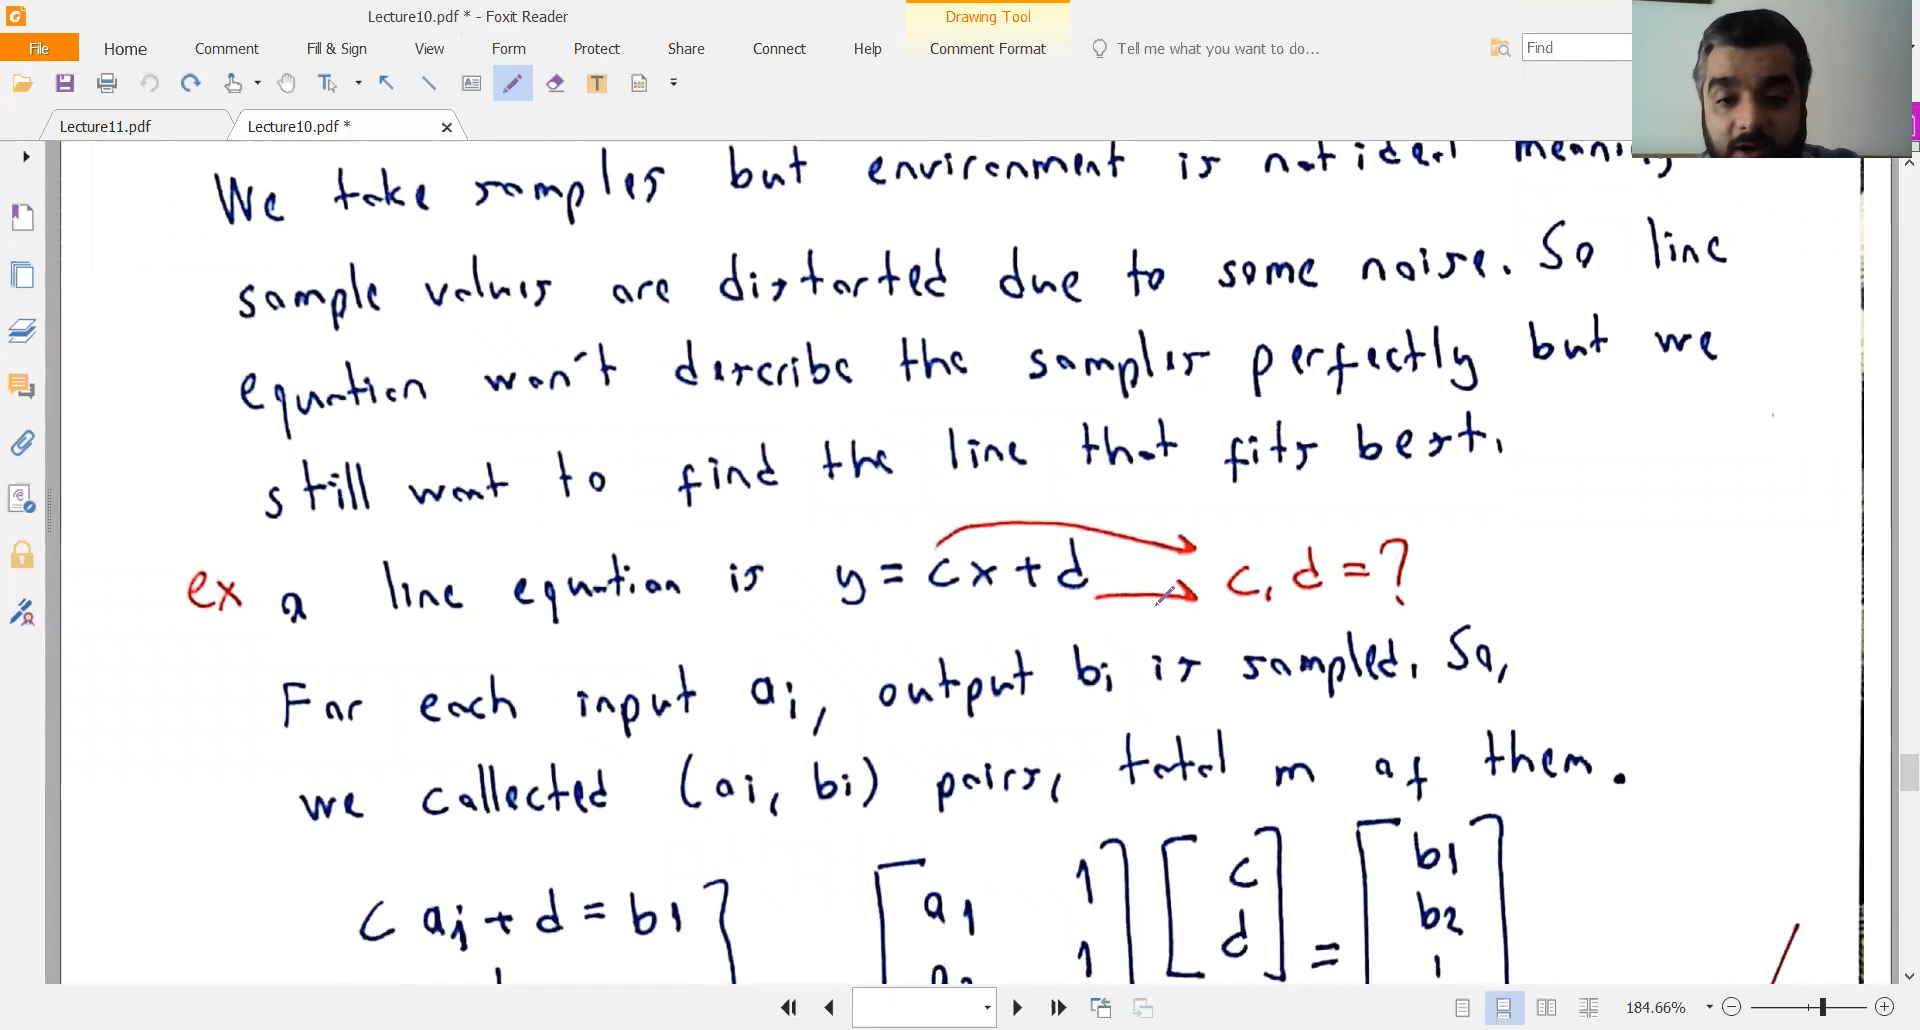 Lecture10.pdf * - Foxit Reader
Drawing Tool
File Home Comment Fill & Sign View Form Protect Share Connect Help Comment Format Tell me what you want to do... Find
Lecture11.pdf Lecture10.pdf *
We take samples but environment is not ideal meaning
sample values are distorted due to some noise. So line
equation won't describe the samples perfectly but we
still want to find the line that fits best.
ex a line equation is y = cx + d c, d = ?
For each input ai, output bi is sampled. So,
we collected (ai, bi) pairs, total m of them.
c a1 + d = b1
a1 1
1
c
d
=
b1
b2
184.66%